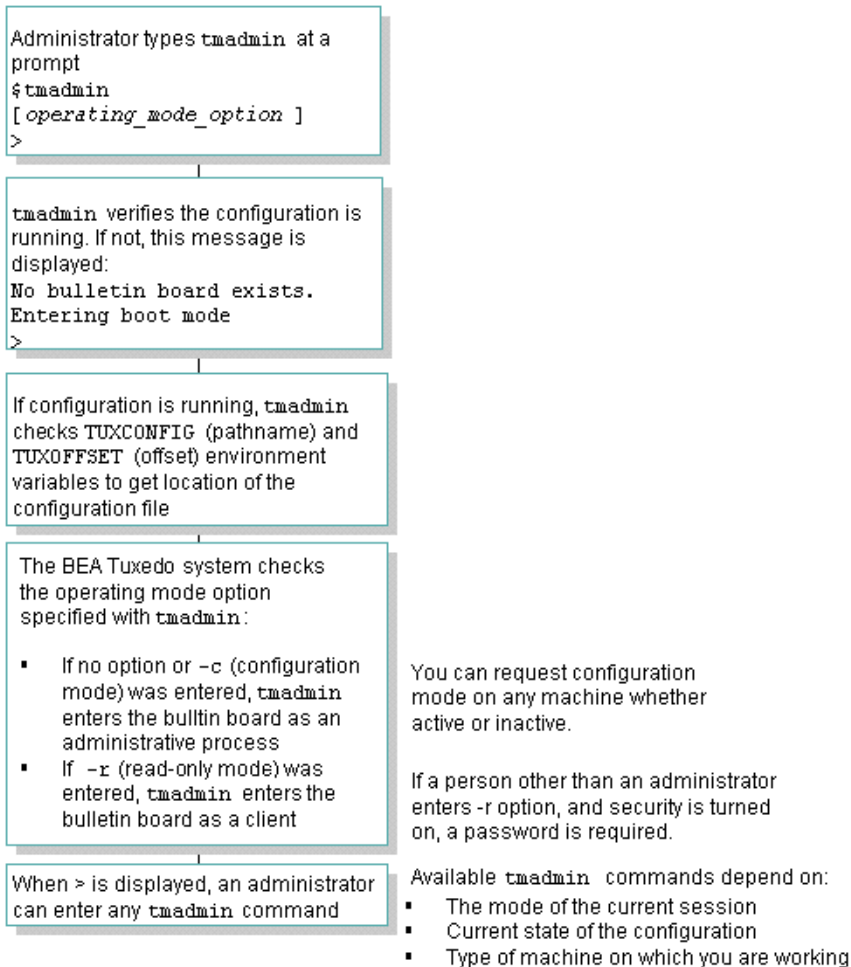 Administrator types tmadmin at a
prompt
$tmadmin
[operating_mode_option ]
>
tmadmin verifies the configuration is
running. If not, this message is
displayed:
No bulletin board exists.
Entering boot mode
>
If configuration is running, tmadmin
checks TUXCONFIG (pathname) and
TUXOFFSET (offset) environment
variables to get location of the
configuration file
The BEA Tuxedo system checks
the operating mode option
specified with tmadmin:
▪ If no option or -c (configuration
mode) was entered, tmadmin
enters the bulltin board as an
administrative process
▪ If -r (read-only mode) was
entered, tmadmin enters the
bulletin board as a client
You can request configuration
mode on any machine whether
active or inactive.
If a person other than an administrator
enters -r option, and security is turned
on, a password is required.
When > is displayed, an administrator
can enter any tmadmin command
Available tmadmin commands depend on:
▪ The mode of the current session
▪ Current state of the configuration
▪ Type of machine on which you are working